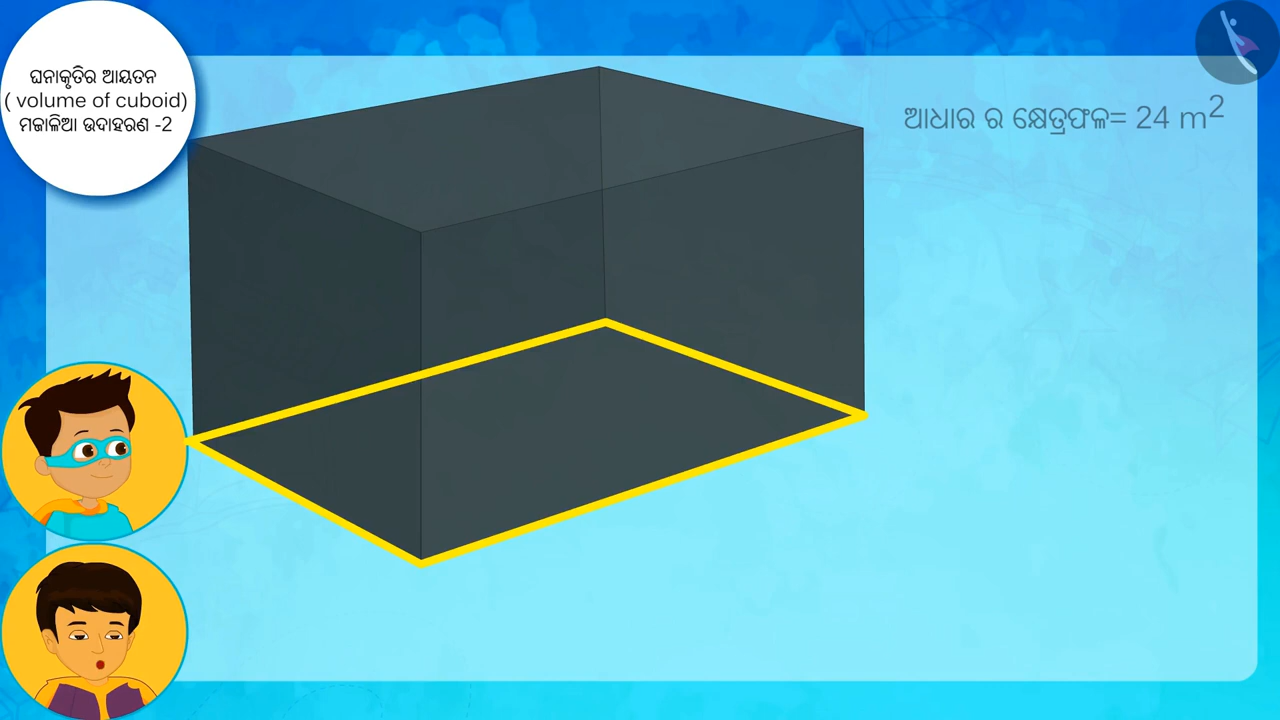 ଘନାକୃତିର ଆୟତନ
( volume of cuboid)
ମଜାଳିଆ ଉଦାହରଣ -2
ଆଧାର ର କ୍ଷେତ୍ରଫଳ= 24 m²